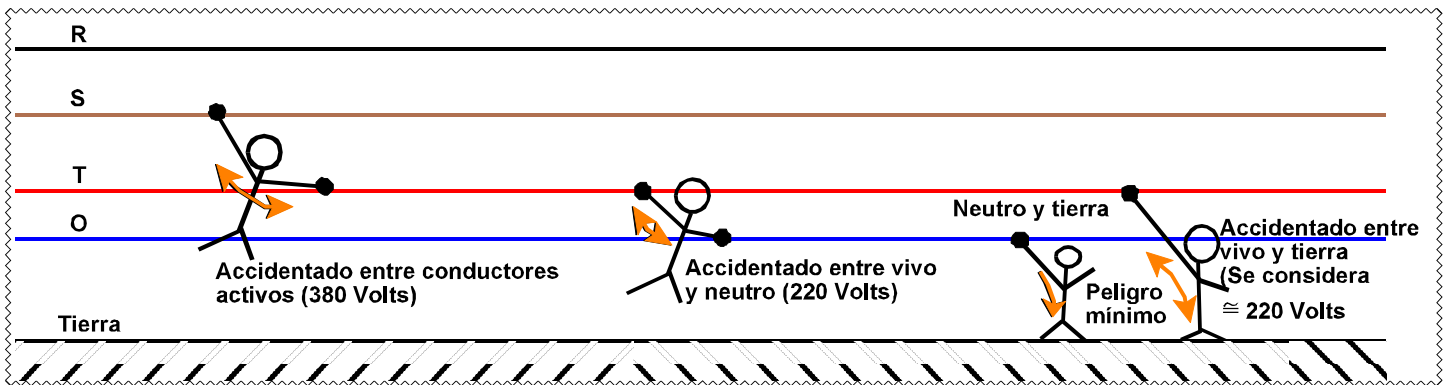 R
S
T
O
Tierra
Accidentado entre conductores
activos (380 Volts)
Accidentado entre vivo
y neutro (220 Volts)
Neutro y tierra
Peligro
mínimo
Accidentado entre
vivo y tierra
(Se considera
≅ 220 Volts